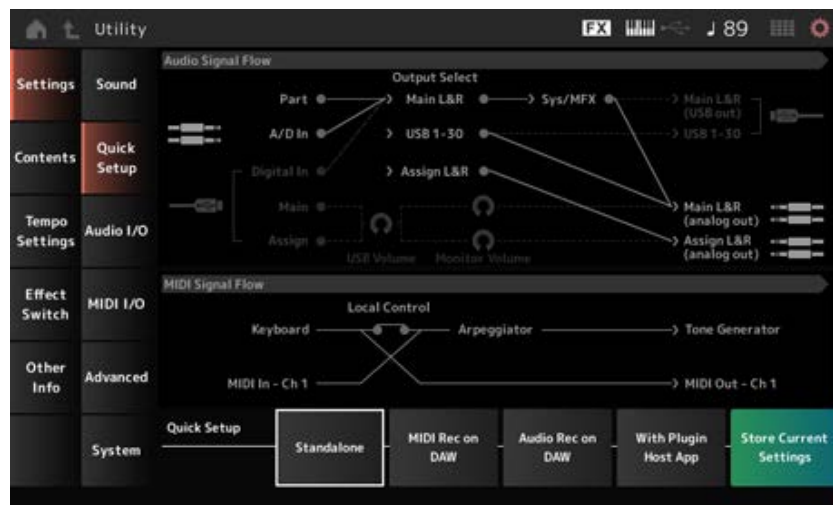 Utility
FX
♩ 89
Settings
Sound
Contents
Quick
Setup
Tempo
Settings
Audio I/O
Effect
Switch
MIDI I/O
Other
Info
Advanced
System
Audio Signal Flow
Output Select
Part
Main L&R
Sys/MFX
Main L&R
(USB out)
A/D In
USB 1-30
USB 1-30
Digital In
Assign L&R
Main
Main L&R
(analog out)
Assign
Assign L&R
(analog out)
USB Volume
Monitor Volume
MIDI Signal Flow
Local Control
Keyboard
Arpeggiator
Tone Generator
MIDI In - Ch 1
MIDI Out - Ch 1
Quick Setup
Standalone
MIDI Rec on
DAW
Audio Rec on
DAW
With Plugin
Host App
Store Current
Settings